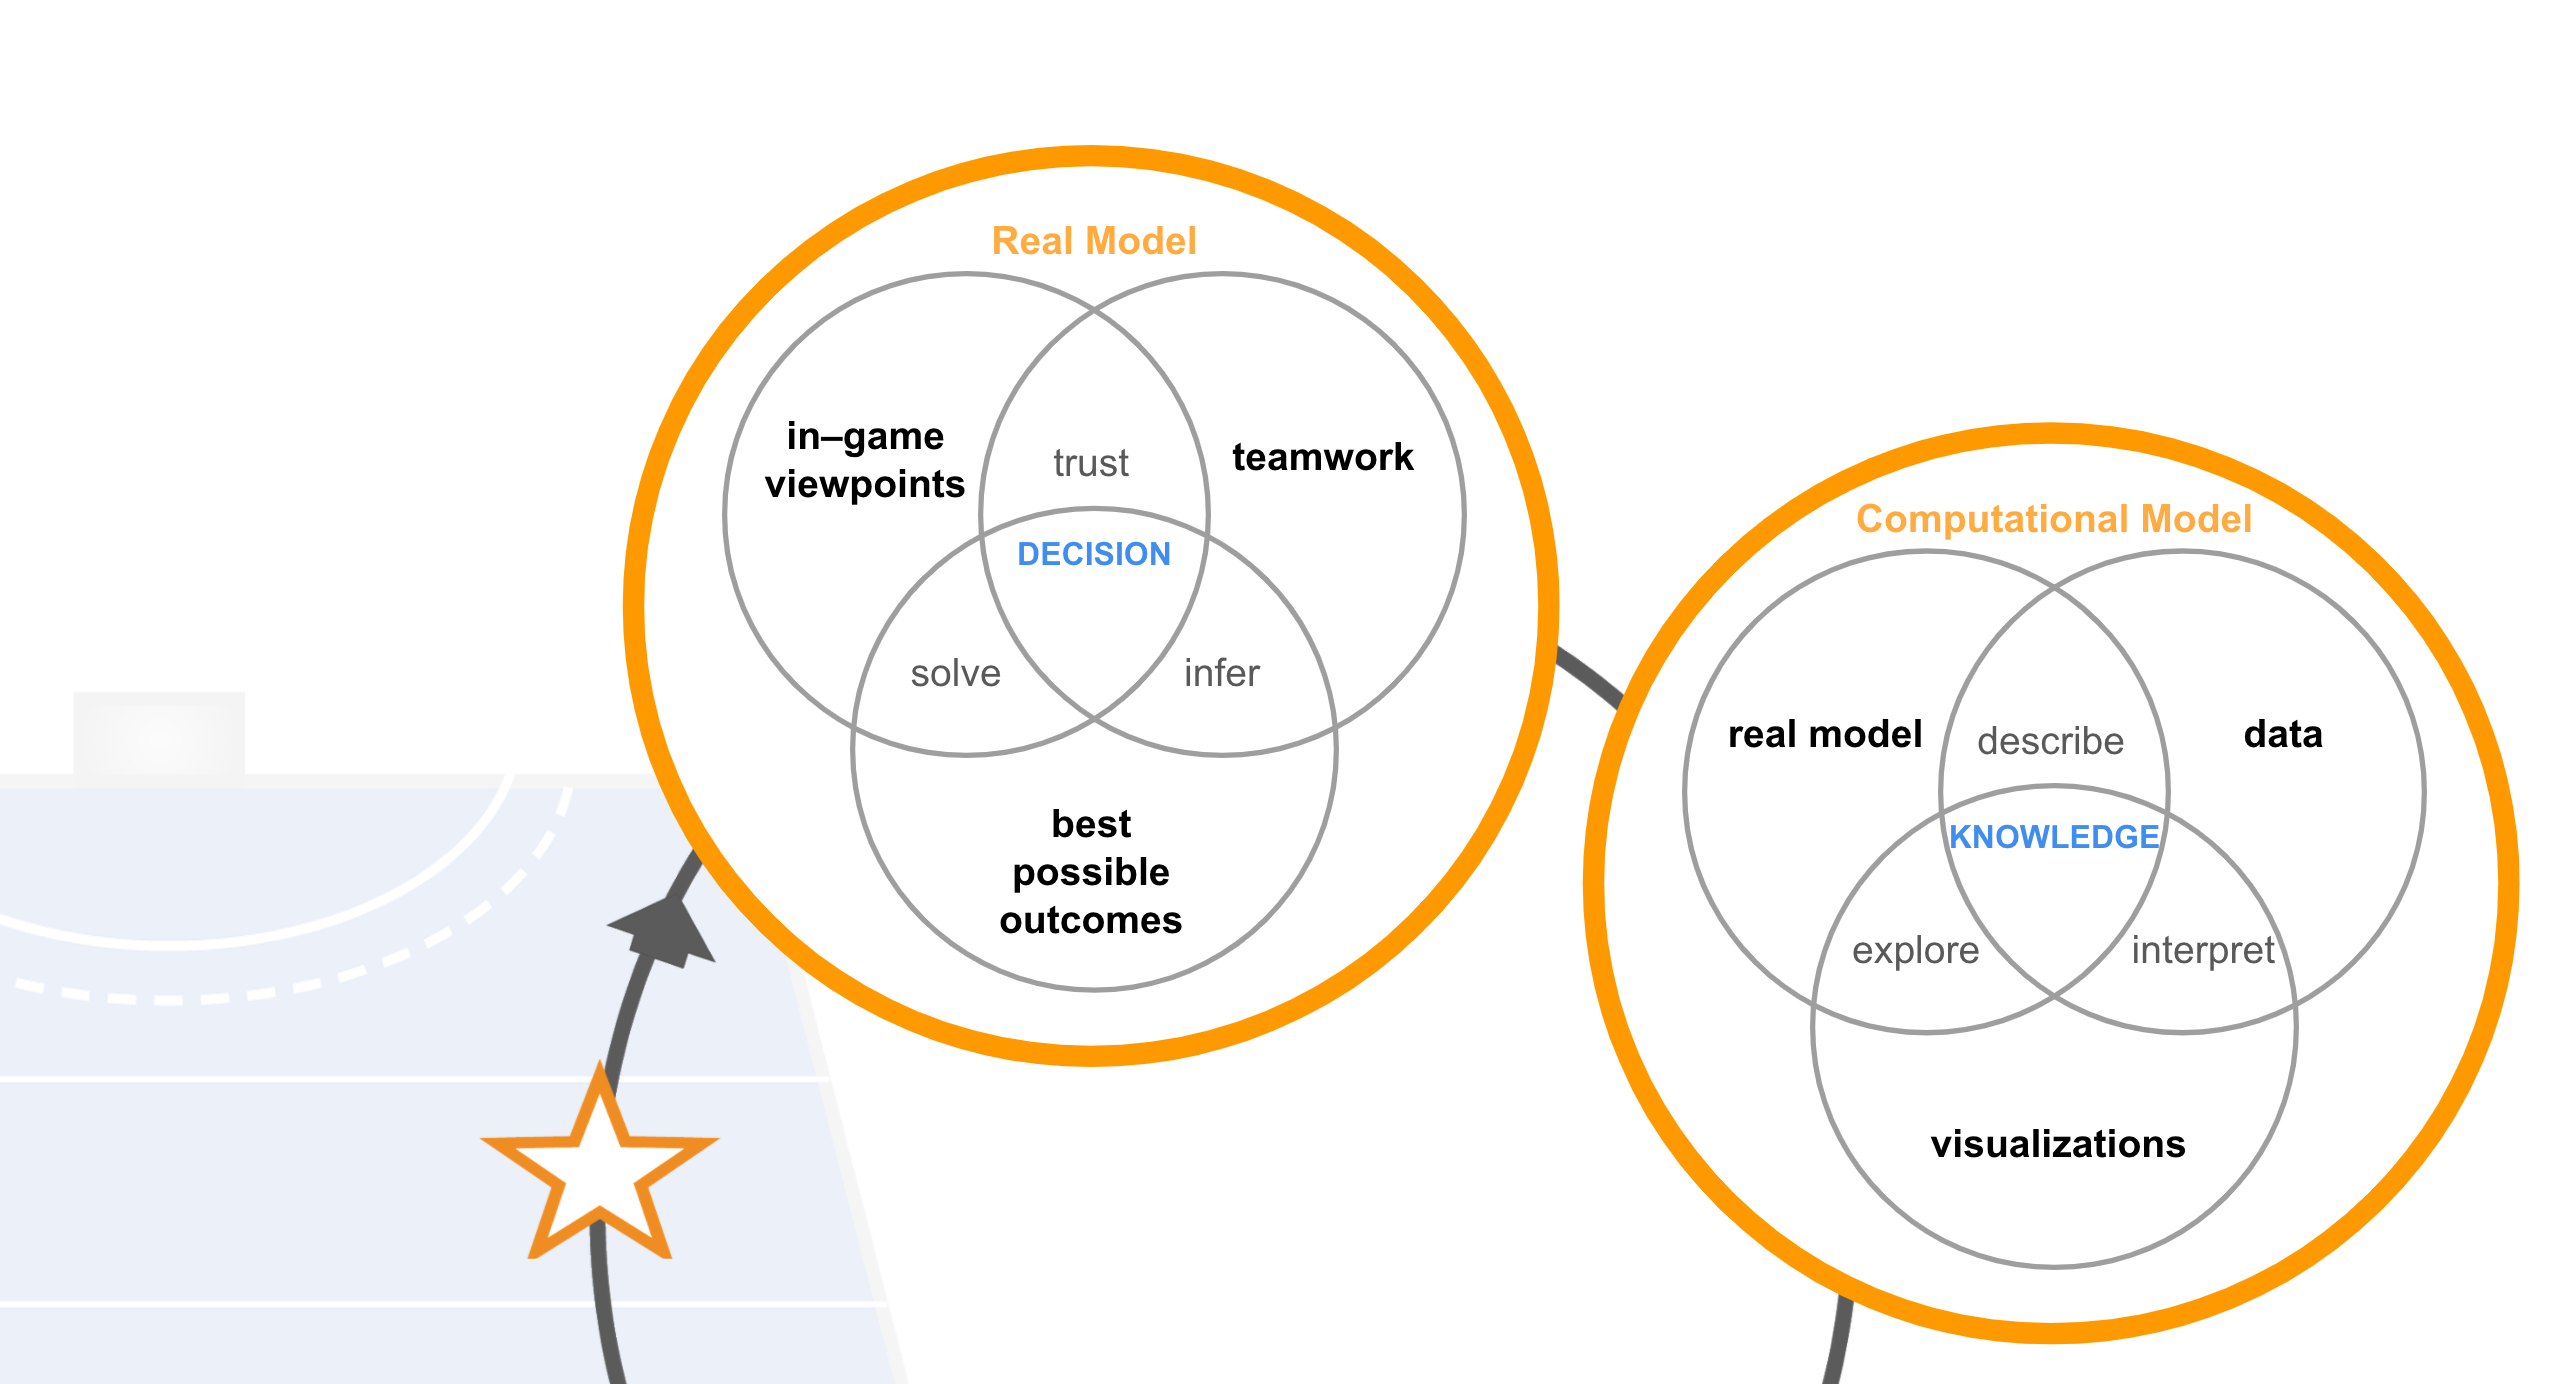 Real Model
in–game
viewpoints
trust
teamwork
DECISION
solve
infer
best
possible
outcomes
Computational Model
real model
describe
data
KNOWLEDGE
explore
interpret
visualizations